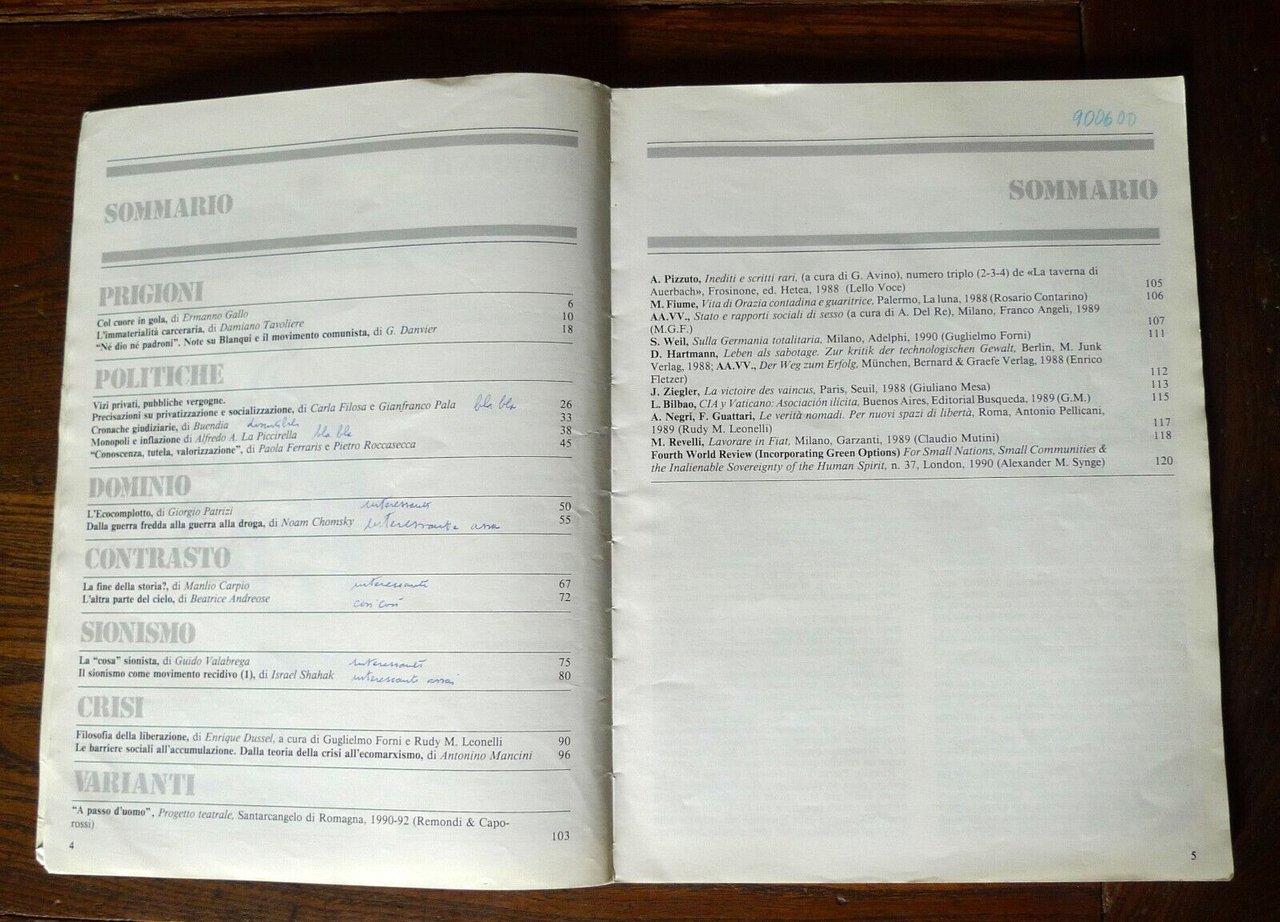 SOMMARIO
PRIGIONI
Col cuore in gola, di Ermanno Gallo 6
L'immaterialità carceraria, di Damiano Tavoliere 10
“Né dio né padroni”. Note su Blanqui e il movimento comunista, di G. Danvier 18
POLITICHE
Vizi privati, pubbliche vergogne.
Precisazioni su privatizzazione e socializzazione, di Carla Filosa e Gianfranco Pala bla bla 26
Cronache giudiziarie, di Buendia 33
Monopoli e inflazione di Alfredo A. La Piccirella bla bla 38
“Conoscenza, tutela, valorizzazione”, di Paola Ferraris e Pietro Roccasecca 45
DOMINIO
L'Ecocomplotto, di Giorgio Patrizi interessante 50
Dalla guerra fredda alla guerra alla droga, di Noam Chomsky interessante assai 55
CONTRASTO
La fine della storia?, di Manlio Carpio interessante 67
L'altra parte del cielo, di Beatrice Andreose così così 72
SIONISMO
La “cosa” sionista, di Guido Valabrega interessante 75
Il sionismo come movimento recidivo (1), di Israel Shahak interessante assai 80
CRISI
Filosofia della liberazione, di Enrique Dussel, a cura di Guglielmo Forni e Rudy M. Leonelli 90
Le barriere sociali all'accumulazione. Dalla teoria della crisi all'ecomarxismo, di Antonino Mancini 96
VARIANTI
“A passo d'uomo”, Progetto teatrale, Santarcangelo di Romagna, 1990-92 (Remondi & Capo-
rossi) 103
4
900600
SOMMARIO
A. Pizzuto, Inediti e scritti rari, (a cura di G. Avino), numero triplo (2-3-4) de «La taverna di
Auerbach», Frosinone, ed. Hetea, 1988 (Lello Voce) 105
M. Fiume, Vita di Orazia contadina e guaritrice, Palermo, La luna, 1988 (Rosario Contarino) 106
AA.VV., Stato e rapporti sociali di sesso (a cura di A. Del Re), Milano, Franco Angeli, 1989
(M.G.F.) 107
S. Weil, Sulla Germania totalitaria, Milano, Adelphi, 1990 (Guglielmo Forni) 111
D. Hartmann, Leben als sabotage. Zur kritik der technologischen Gewalt, Berlin, M. Junk
Verlag, 1988; AA.VV., Der Weg zum Erfolg, München, Bernard & Graefe Verlag, 1988 (Enrico
Fletzer) 112
J. Ziegler, La victoire des vaincus, Paris, Seuil, 1988 (Giuliano Mesa) 113
L. Bilbao, CIA y Vaticano: Asociación ilicita, Buenos Aires, Editorial Busqueda, 1989 (G.M.) 115
A. Negri, F. Guattari, Le verità nomadi. Per nuovi spazi di libertà, Roma, Antonio Pellicani,
1989 (Rudy M. Leonelli) 117
M. Revelli, Lavorare in Fiat, Milano, Garzanti, 1989 (Claudio Mutini) 118
Fourth World Review (Incorporating Green Options) For Small Nations, Small Communities &
the Inalienable Sovereignty of the Human Spirit, n. 37, London, 1990 (Alexander M. Synge) 120
5